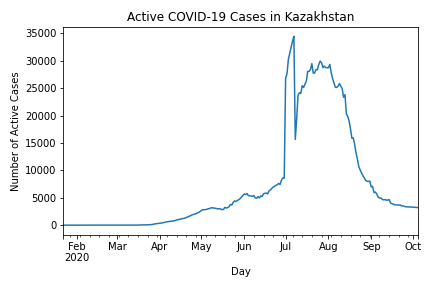 Active COVID-19 Cases in Kazakhstan
Number of Active Cases
35000
30000
25000
20000
15000
10000
5000
0
Feb Mar Apr May Jun Jul Aug Sep Oct
2020
Day